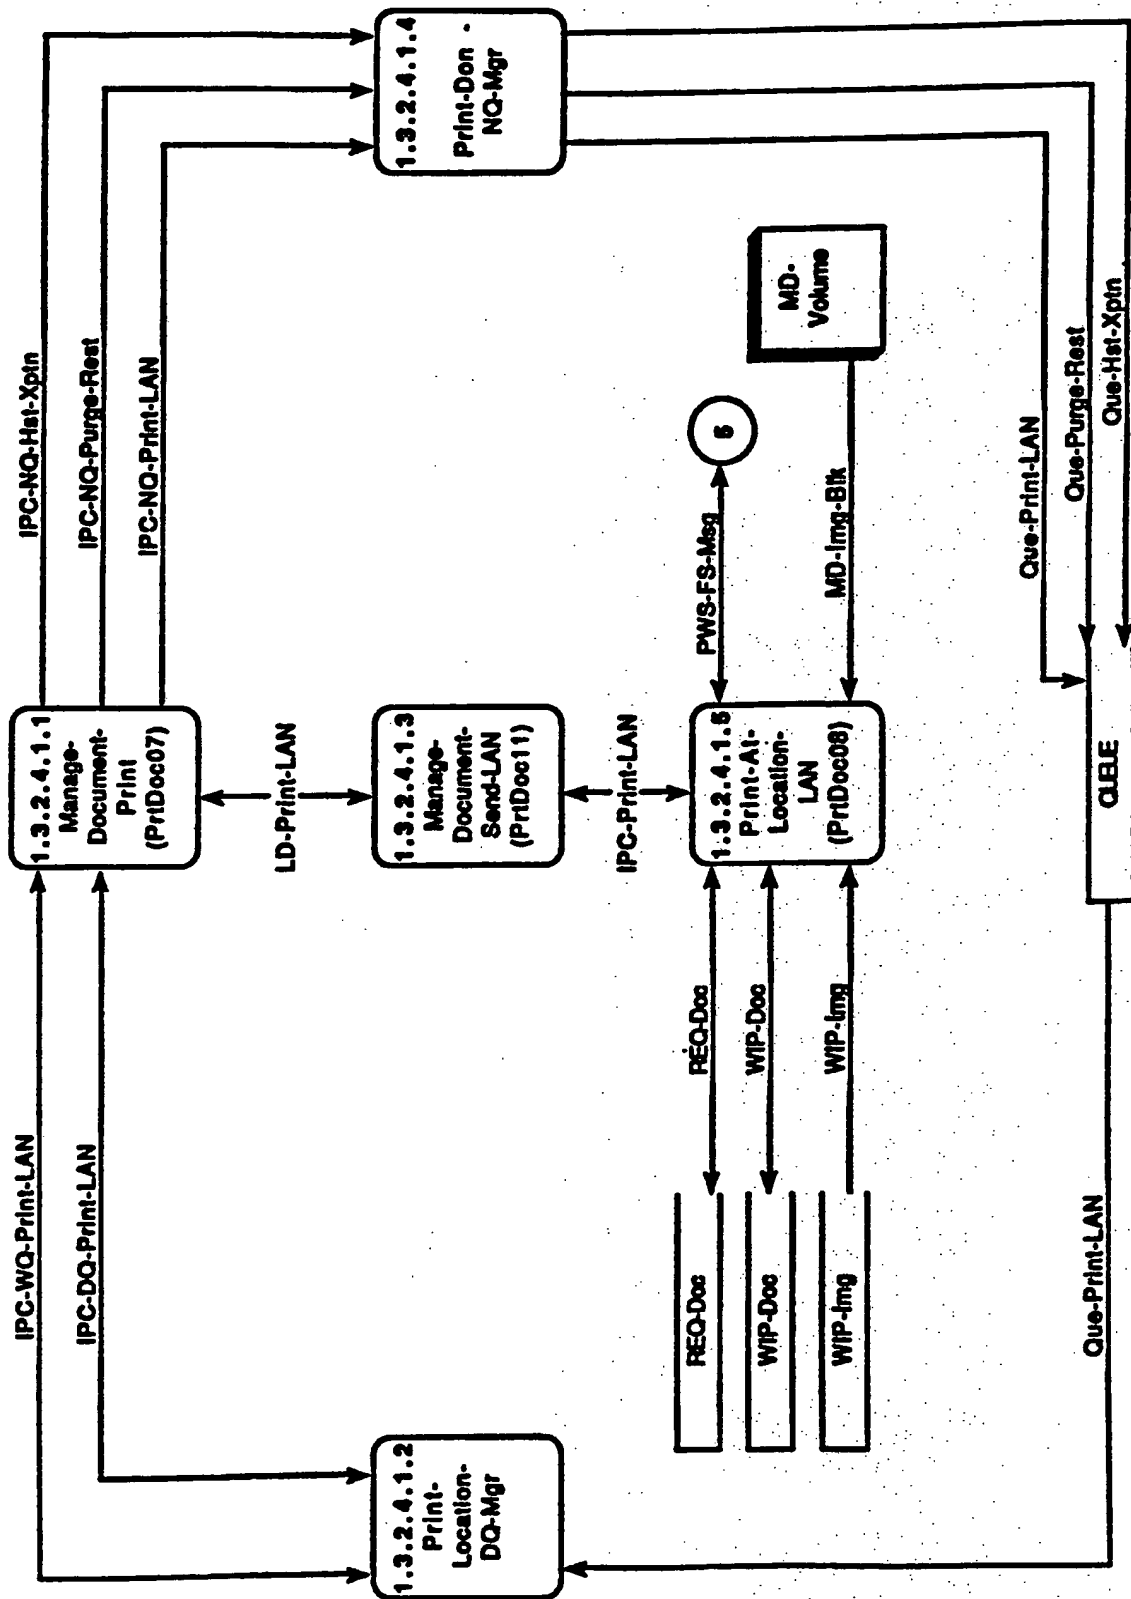 IPC-WQ-Print-LAN
IPC-DQ-Print-LAN
IPC-NQ-Hst-Xptn
IPC-NQ-Purge-Rest
IPC-NQ-Print-LAN
1.3.2.4.1.1
Manage-
Document-
Print
(PrtDoc07)
LD-Print-LAN
1.3.2.4.1.2
Print-
Location-
DQ-Mgr
1.3.2.4.1.3
Manage-
Document-
Send-LAN
(PrtDoc11)
1.3.2.4.1.4
Print-Don -
NQ-Mgr
IPC-Print-LAN
REQ-Doc
REQ-Doc
WIP-Doc
WIP-Doc
WIP-Img
WIP-Img
1.3.2.4.1.5
Print-At-
Location-
LAN
(PrtDoc08)
PWS-FS-Msg
5
MD-Img-Blk
MD-
Volume
Que-Print-LAN
Que-Purge-Rest
Que-Hst-Xptn
Que-Print-LAN
QUEUE